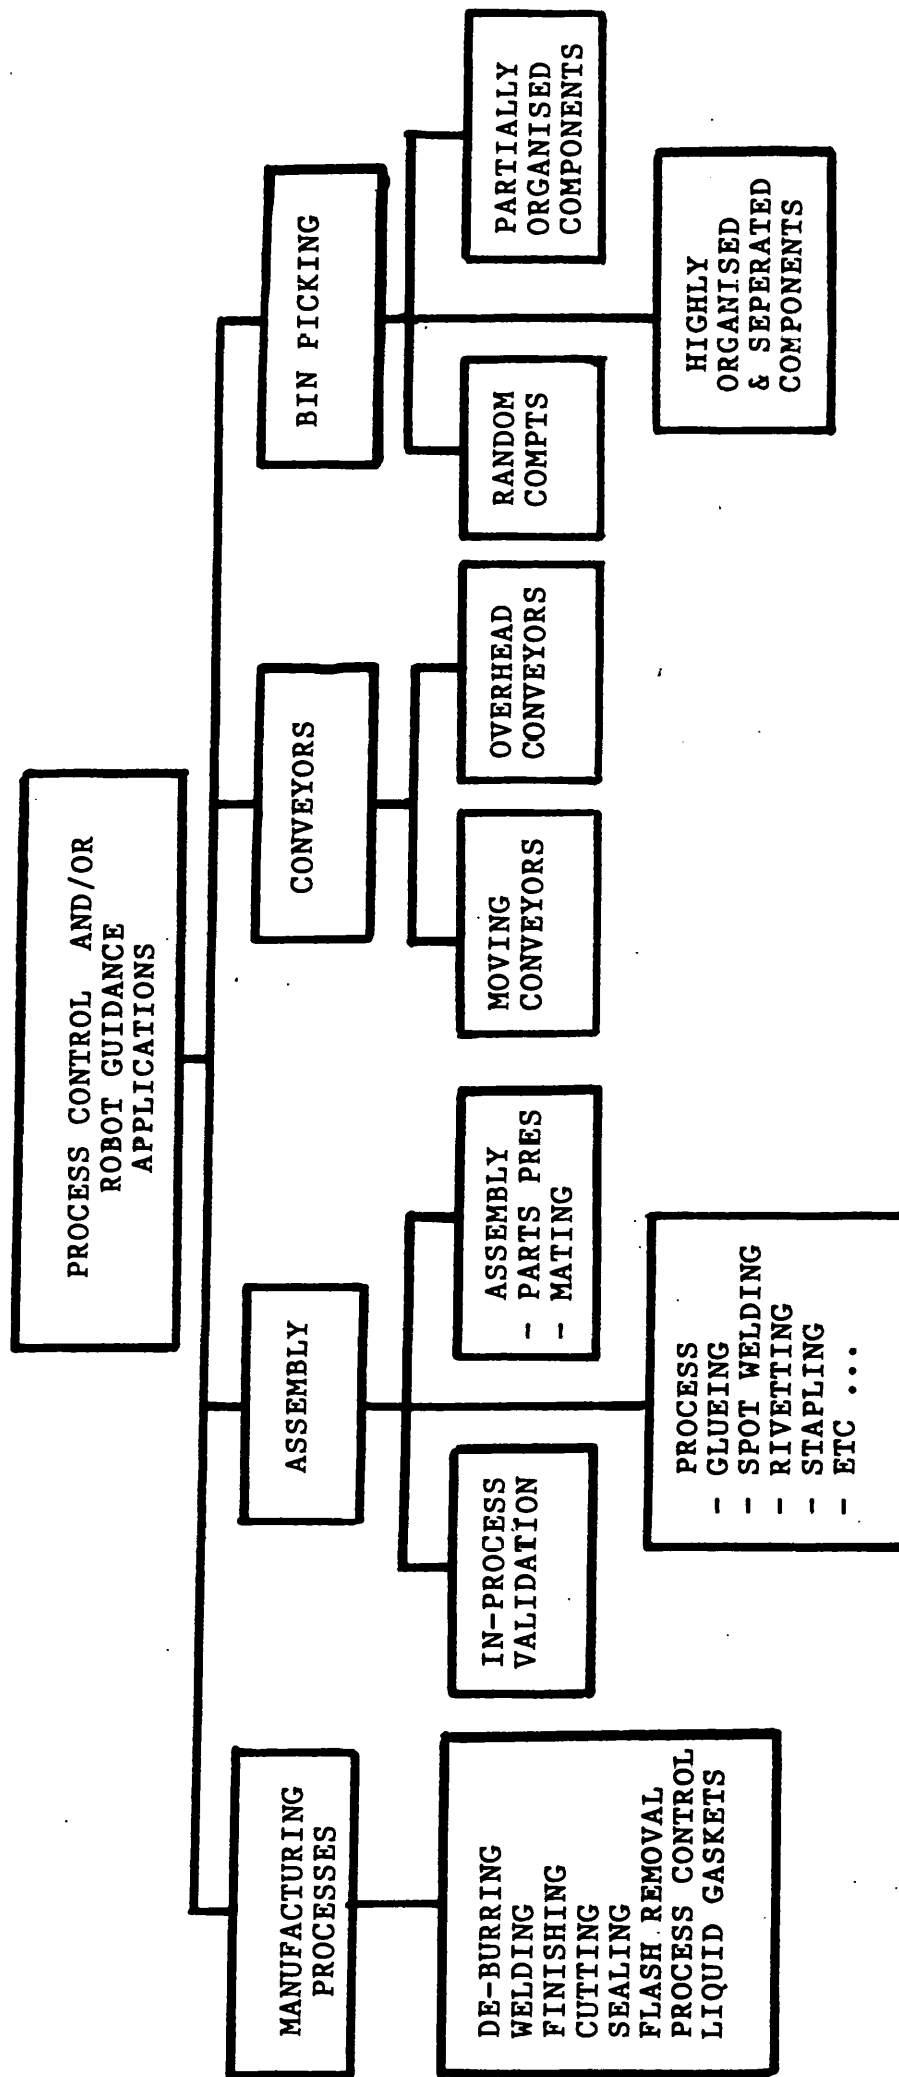 PROCESS CONTROL AND/OR
ROBOT GUIDANCE
APPLICATIONS
MANUFACTURING
PROCESSES
ASSEMBLY
CONVEYORS
BIN PICKING
DE-BURRING
WELDING
FINISHING
CUTTING
SEALING
FLASH REMOVAL
PROCESS CONTROL
LIQUID GASKETS
IN-PROCESS
VALIDATION
ASSEMBLY
- PARTS PRES
- MATING
PROCESS
- GLUEING
- SPOT WELDING
- RIVETTING
- STAPLING
- ETC ...
MOVING
CONVEYORS
OVERHEAD
CONVEYORS
RANDOM
COMPTS
PARTIALLY
ORGANISED
COMPONENTS
HIGHLY
ORGANISED
& SEPERATED
COMPONENTS